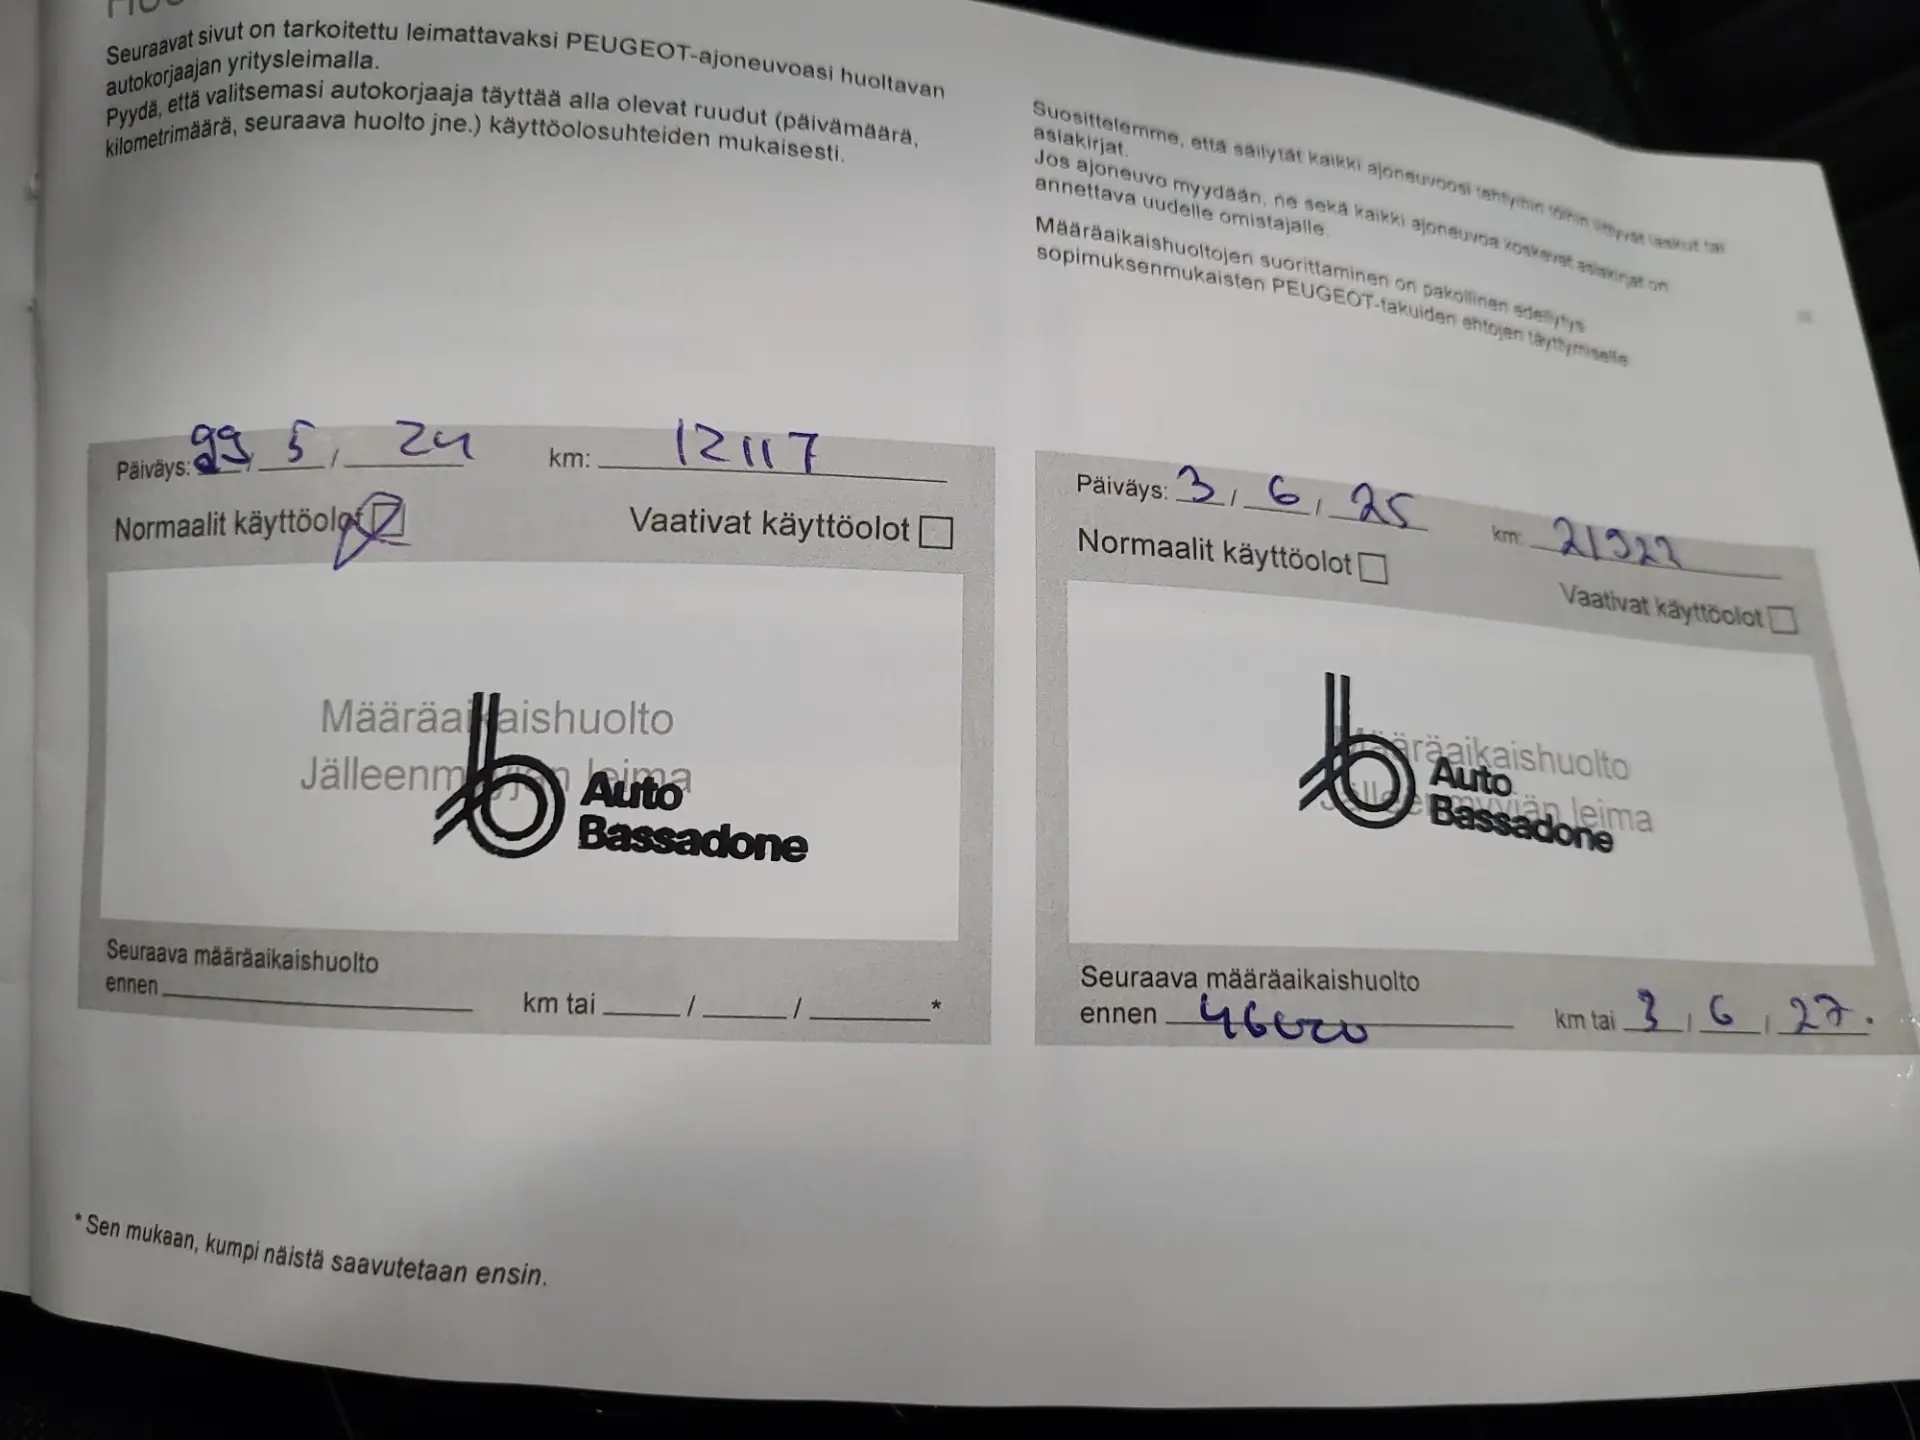 Seuraavat sivut on tarkoitettu leimattavaksi PEUGEOT-ajoneuvoasi huoltavan
autokorjaajan yritysleimalla.
Pyydä, että valitsemasi autokorjaaja täyttää alla olevat ruudut (päivämäärä,
kilometrimäärä, seuraava huolto jne.) käyttöolosuhteiden mukaisesti.
Päiväys: / 5 / 24 km: 12117
Normaalit käyttöolot Vaativat käyttöolot
Määräaikaishuolto
Jälleenmyyjän leima
Auto
Bassadone
Seuraava määräaikaishuolto
ennen km tai / / *
* Sen mukaan, kumpi näistä saavutetaan ensin.
Suosittelemme, että säilytät kaikki ajoneuvoosi tehtyihin töihin liittyvät laskut tai
asiakirjat.
Jos ajoneuvo myydään, ne sekä kaikki ajoneuvoa koskevat asiakirjat on
annettava uudelle omistajalle.
Määräaikaishuoltojen suorittaminen on pakollinen edellytys
sopimuksenmukaisten PEUGEOT-takuiden ehtojen täyttymiselle.
Päiväys: 3 / 6 / 25 km:
Normaalit käyttöolot Vaativat käyttöolot
Määräaikaishuolto
Jälleenmyyjän leima
Auto
Bassadone
Seuraava määräaikaishuolto
ennen 46000 km tai 3 / 6 / 27.